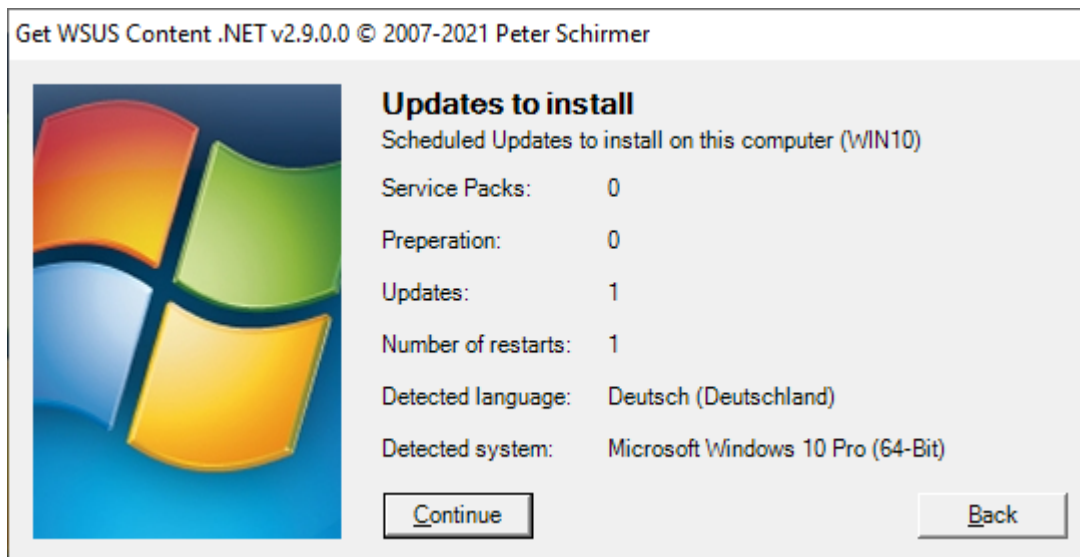 Get WSUS Content .NET v2.9.0.0 © 2007-2021 Peter Schirmer
Updates to install
Scheduled Updates to install on this computer (WIN10)
Service Packs: 0
Preperation: 0
Updates: 1
Number of restarts: 1
Detected language: Deutsch (Deutschland)
Detected system: Microsoft Windows 10 Pro (64-Bit)
Continue Back